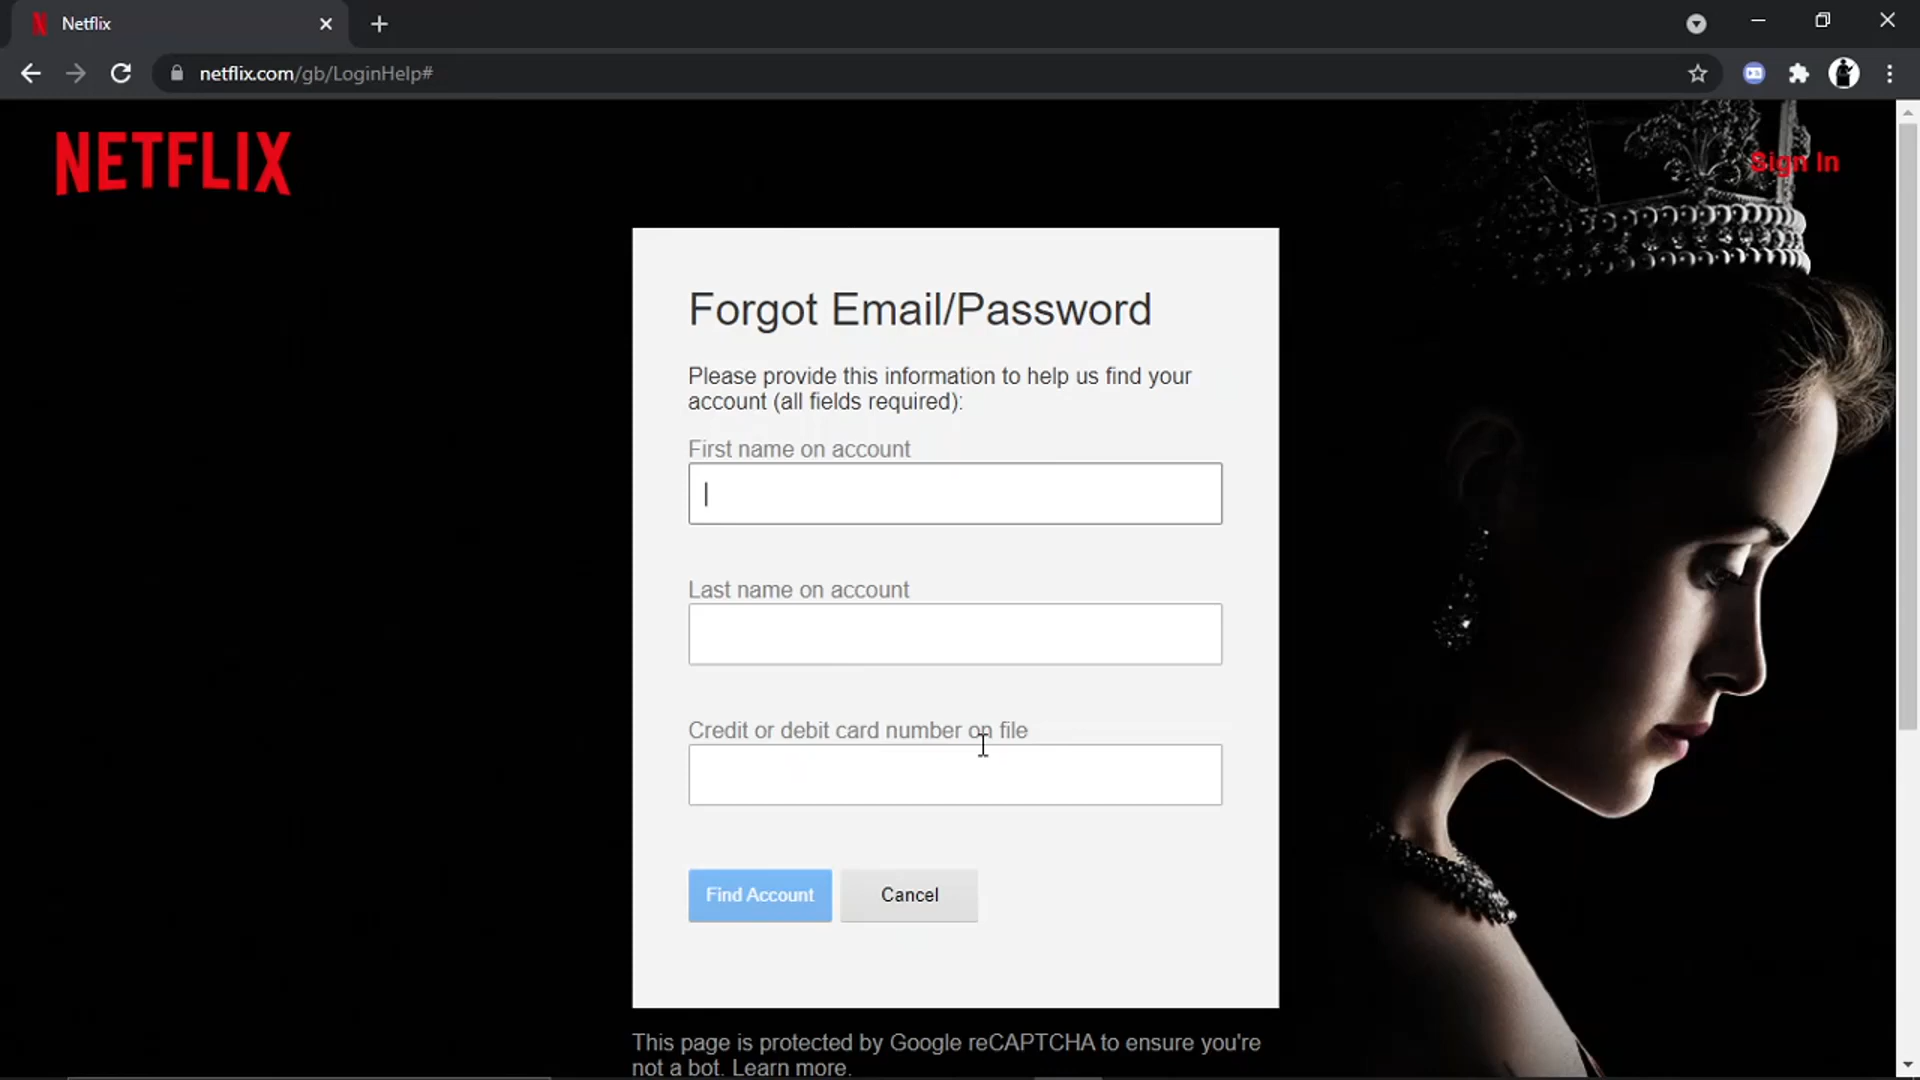 Netflix
netflix.com/gb/LoginHelp#
NETFLIX
Sign In
Forgot Email/Password
Please provide this information to help us find your
account (all fields required):
First name on account
Last name on account
Credit or debit card number on file
Find Account
Cancel
This page is protected by Google reCAPTCHA to ensure you're
not a bot. Learn more.